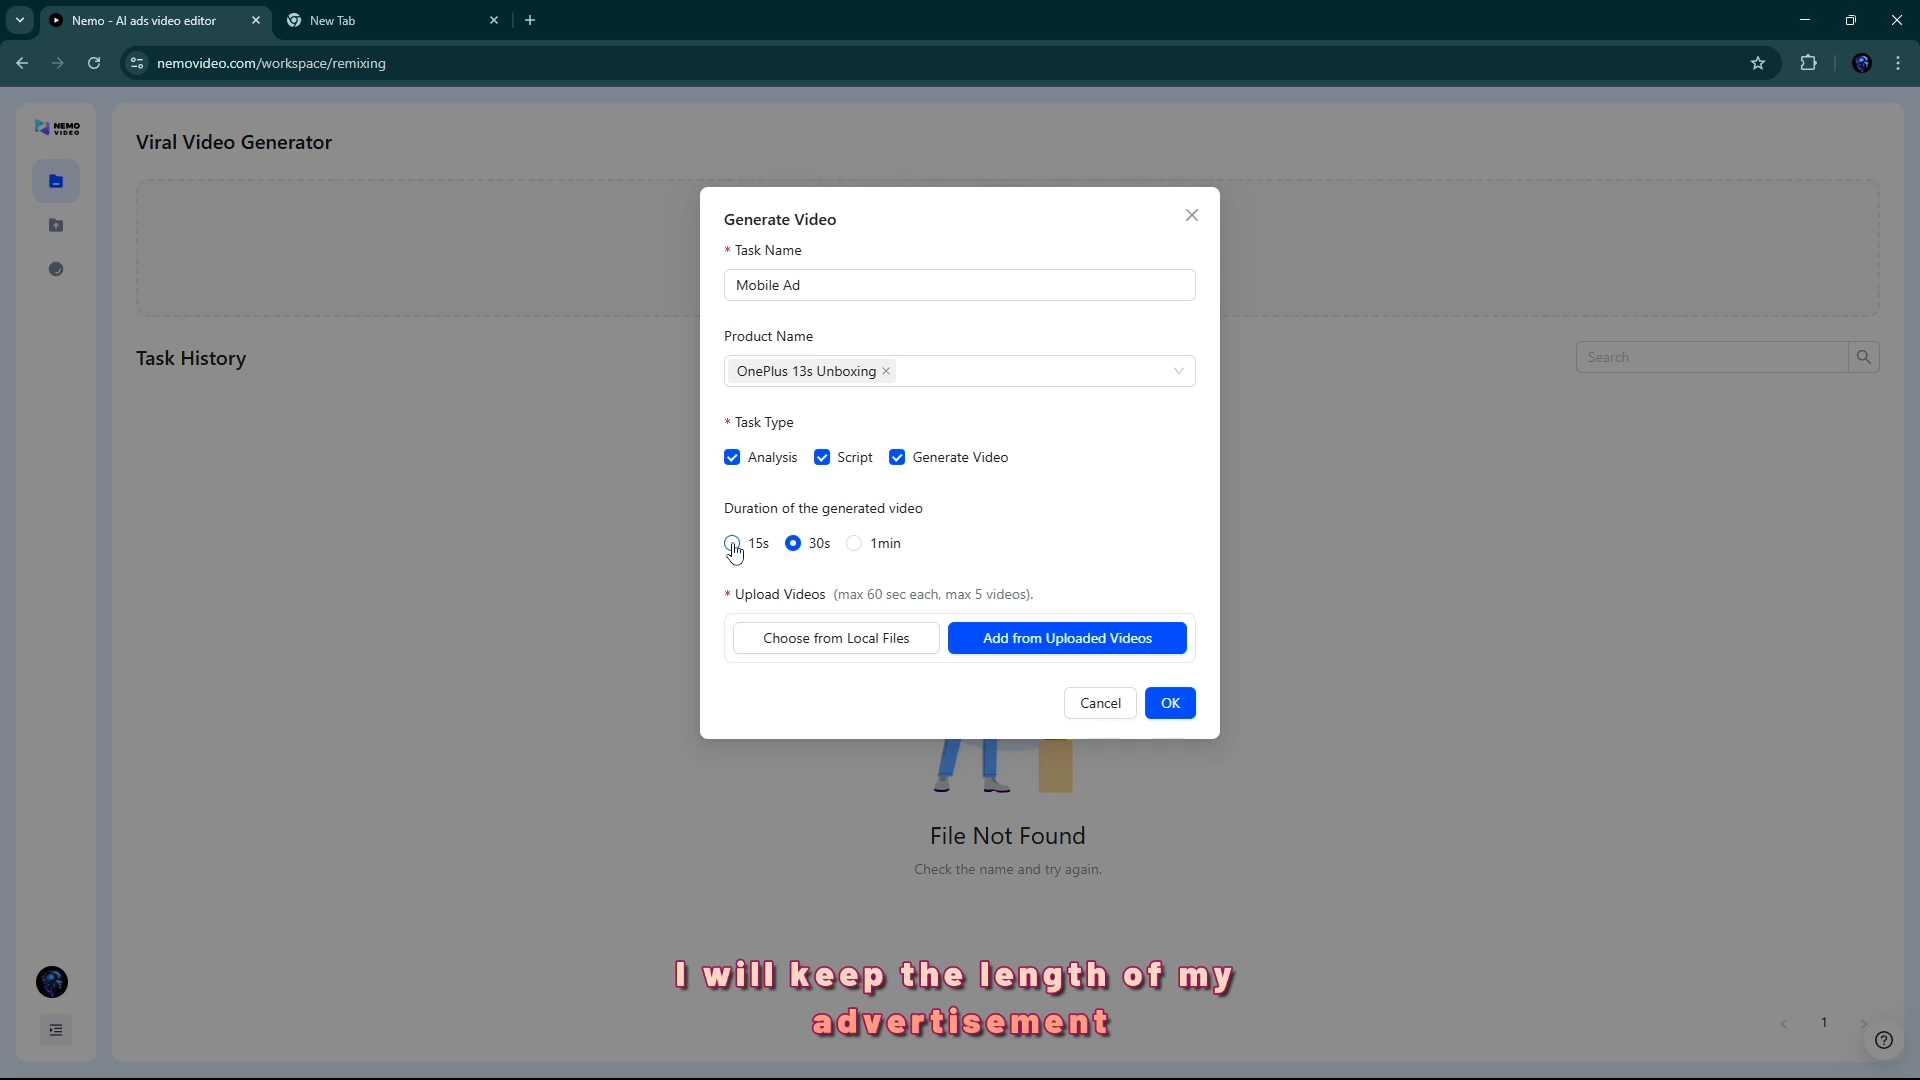 Nemo - AI ads video editor
New Tab
nemovideo.com/workspace/remixing
NEMO
VIDEO
Viral Video Generator
Generate Video
* Task Name
Mobile Ad
Product Name
OnePlus 13s Unboxing
Task History
Search
* Task Type
Analysis Script Generate Video
Duration of the generated video
15s 30s 1min
* Upload Videos (max 60 sec each, max 5 videos).
Choose from Local Files Add from Uploaded Videos
Cancel OK
File Not Found
Check the name and try again.
I will keep the length of my
advertisement
1